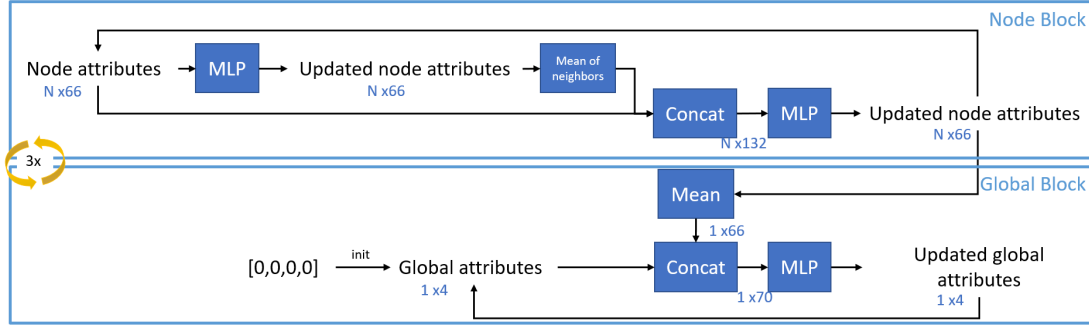 Node Block
Node attributes
N x66
MLP
Updated node attributes
N x66
Mean of
neighbors
Concat
N x132
MLP
Updated node attributes
N x66
3x
Global Block
Mean
1 x66
[0,0,0,0]
init
Global attributes
1 x4
Concat
1 x70
MLP
Updated global
attributes
1 x4